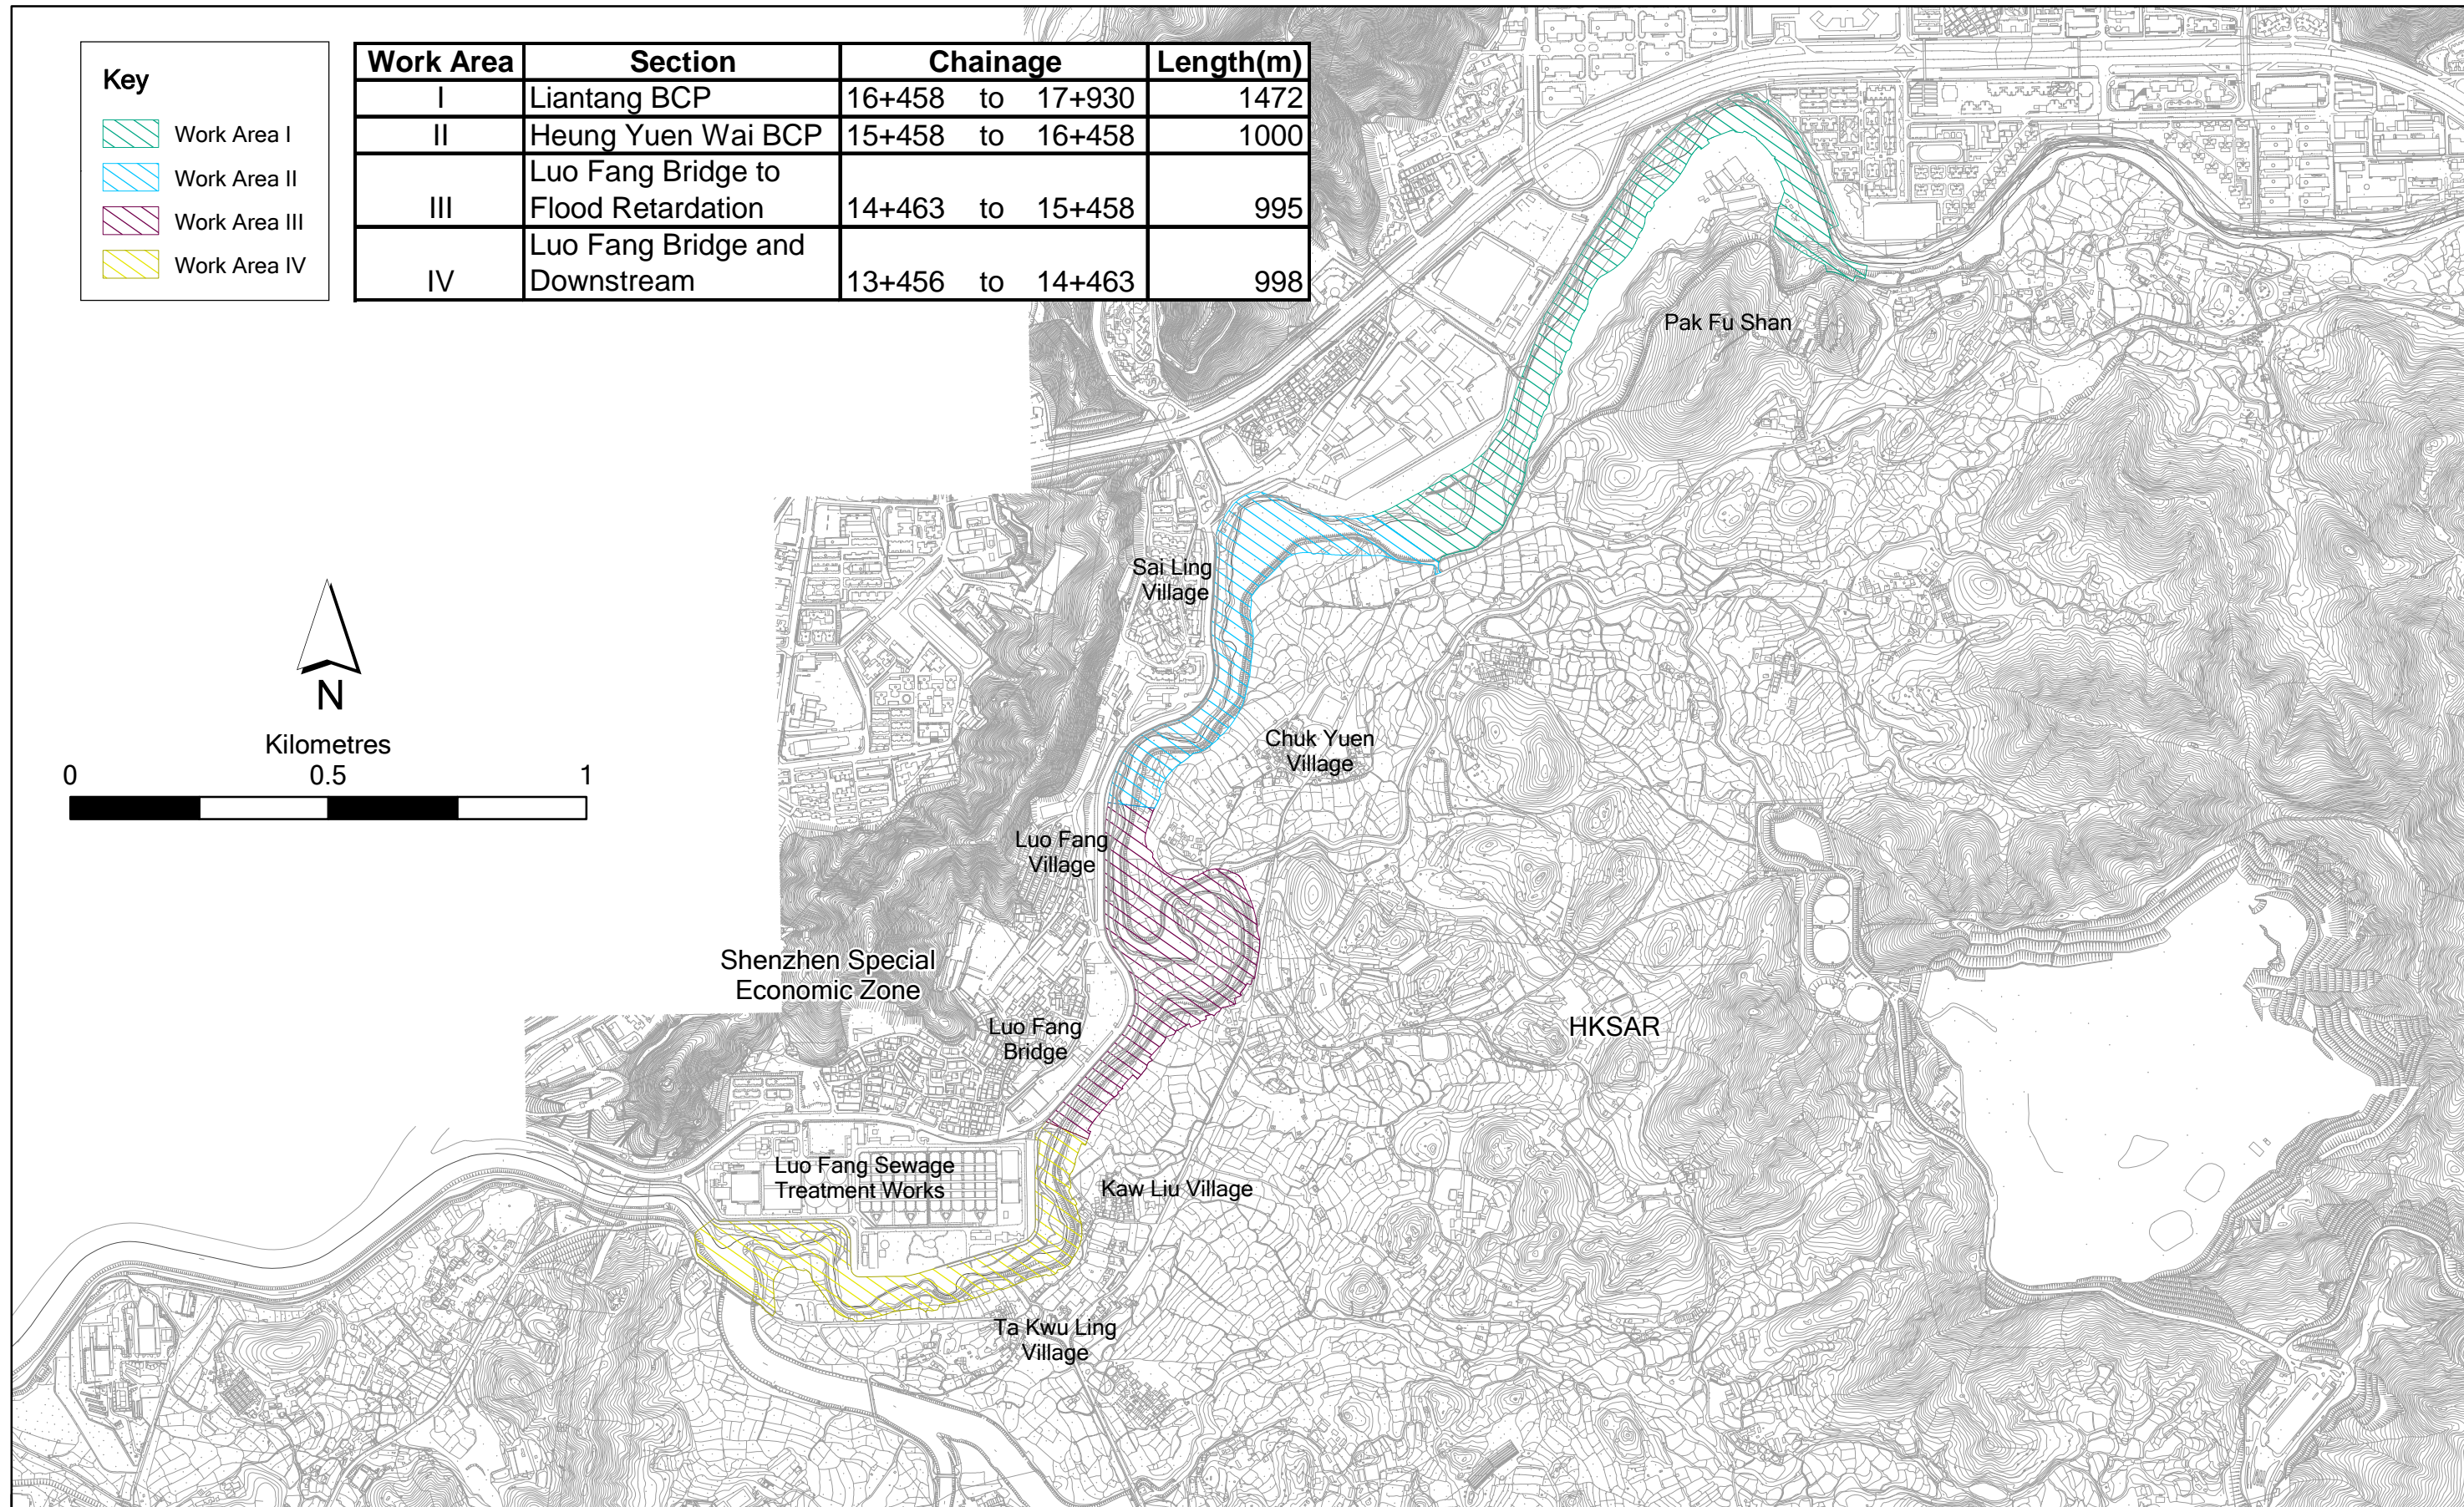 Key
Work Area I
Work Area II
Work Area III
Work Area IV
Work Area Section Chainage Length(m)
I Liantang BCP 16+458 to 17+930 1472
II Heung Yuen Wai BCP 15+458 to 16+458 1000
Luo Fang Bridge to
III Flood Retardation 14+463 to 15+458 995
Luo Fang Bridge and
IV Downstream 13+456 to 14+463 998
Pak Fu Shan
Sai Ling
Village
N
Kilometres
0 0.5 1
Chuk Yuen
Village
Luo Fang
Village
Shenzhen Special
Economic Zone
Luo Fang
Bridge
HKSAR
Luo Fang Sewage
Treatment Works
Kaw Liu Village
Ta Kwu Ling
Village